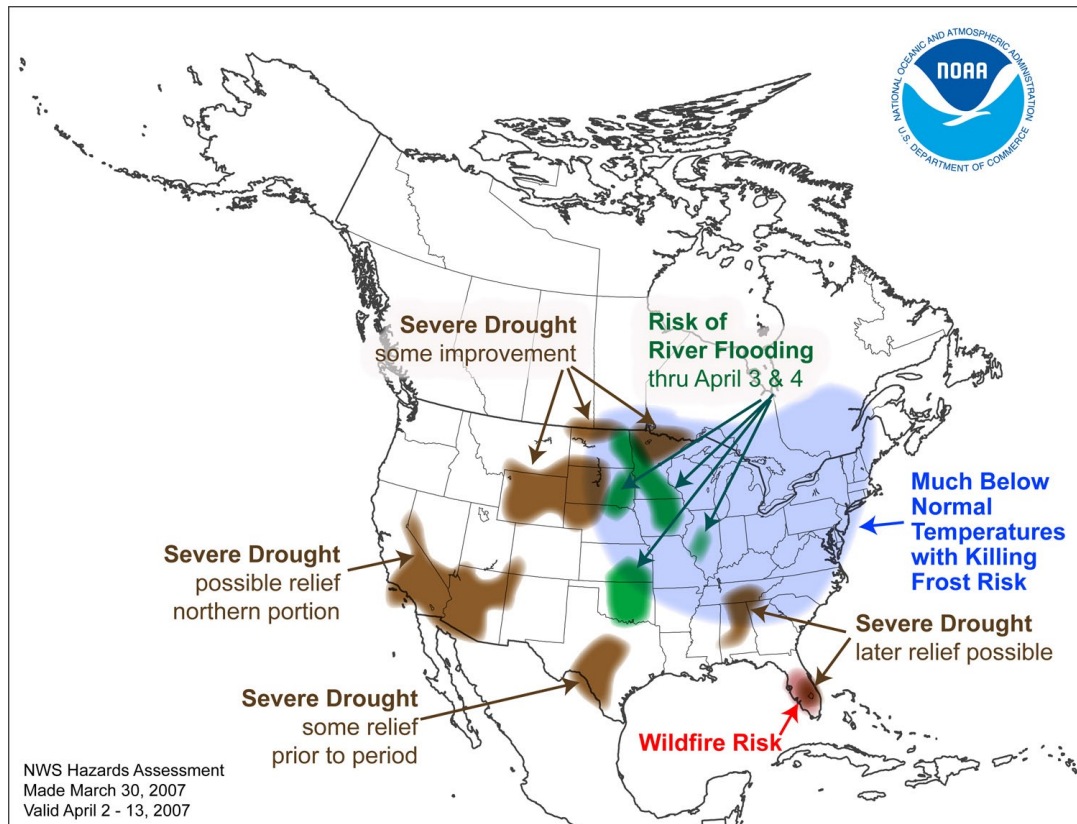 NATIONAL OCEANIC AND ATMOSPHERIC ADMINISTRATION
NOAA
U.S. DEPARTMENT OF COMMERCE
Severe Drought
some improvement
Risk of
River Flooding
thru April 3 & 4
Much Below
Normal
Temperatures
with Killing
Frost Risk
Severe Drought
possible relief
northern portion
Severe Drought
later relief possible
Severe Drought
some relief
prior to period
Wildfire Risk
NWS Hazards Assessment
Made March 30, 2007
Valid April 2 - 13, 2007